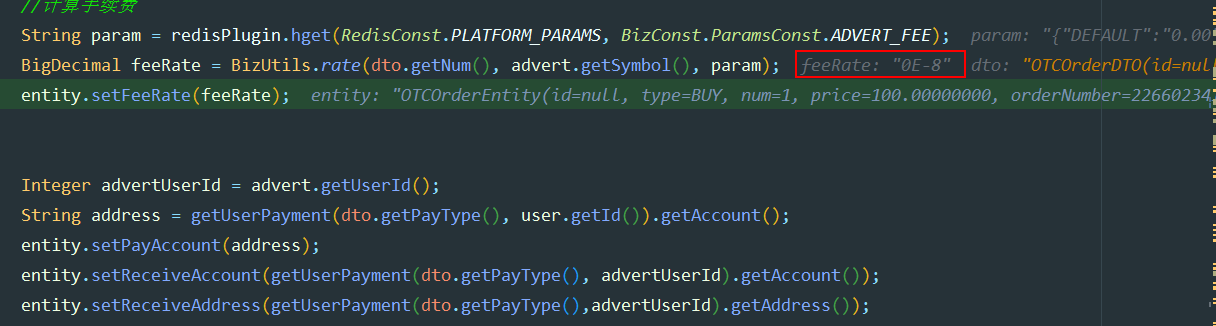 //计算手续费
String param = redisPlugin.hget(RedisConst.PLATFORM_PARAMS, BizConst.ParamsConst.ADVERT_FEE); param: "{"DEFAULT":"0.00
BigDecimal feeRate = BizUtils.rate(dto.getNum(), advert.getSymbol(), param); feeRate: "0E-8" dto: "OTCOrderDTO(id=nul
entity.setFeeRate(feeRate); entity: "OTCOrderEntity(id=null, type=BUY, num=1, price=100.00000000, orderNumber=22660234
Integer advertUserId = advert.getUserId();
String address = getUserPayment(dto.getPayType(), user.getId()).getAccount();
entity.setPayAccount(address);
entity.setReceiveAccount(getUserPayment(dto.getPayType(), advertUserId).getAccount());
entity.setReceiveAddress(getUserPayment(dto.getPayType(),advertUserId).getAddress());